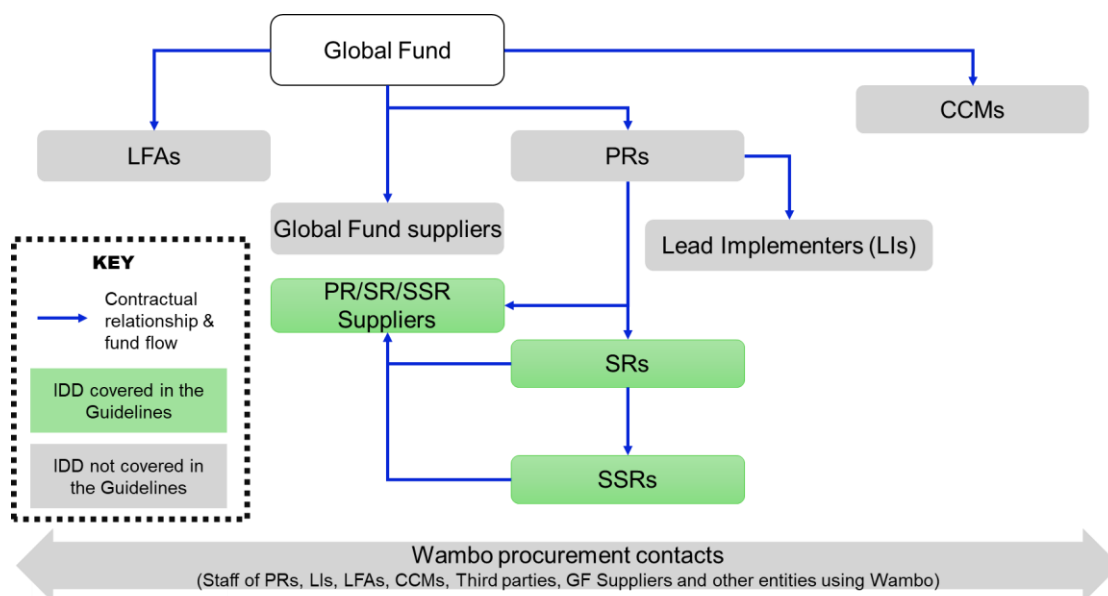 Global Fund
CCMs
LFAs
PRs
Global Fund suppliers
Lead Implementers (LIs)
KEY
Contractual
relationship &
fund flow
IDD covered in the
Guidelines
IDD not covered in
the Guidelines
PR/SR/SSR
Suppliers
SRs
SSRs
Wambo procurement contacts
(Staff of PRs, LIs, LFAs, CCMs, Third parties, GF Suppliers and other entities using Wambo)